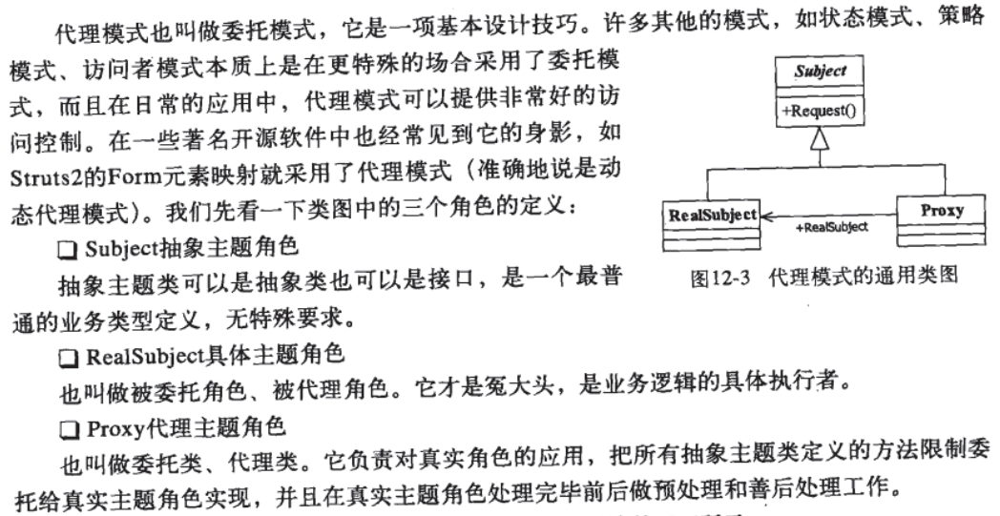 代理模式也叫做委托模式，它是一项基本设计技巧。许多其他的模式，如状态模式、策略
模式、访问者模式本质上是在更特殊的场合采用了委托模
式，而且在日常的应用中，代理模式可以提供非常好的访
问控制。在一些著名开源软件中也经常见到它的身影，如
Struts2的Form元素映射就采用了代理模式（准确地说是动
态代理模式）。我们先看一下类图中的三个角色的定义：
❑ Subject抽象主题角色
抽象主题类可以是抽象类也可以是接口，是一个最普
通的业务类型定义，无特殊要求。
Subject
+Request()
RealSubject
+RealSubject
Proxy
图12-3 代理模式的通用类图
❑ RealSubject具体主题角色
也叫做被委托角色、被代理角色。它才是冤大头，是业务逻辑的具体执行者。
❑ Proxy代理主题角色
也叫做委托类、代理类。它负责对真实角色的应用，把所有抽象主题类定义的方法限制委
托给真实主题角色实现，并且在真实主题角色处理完毕前后做预处理和善后处理工作。